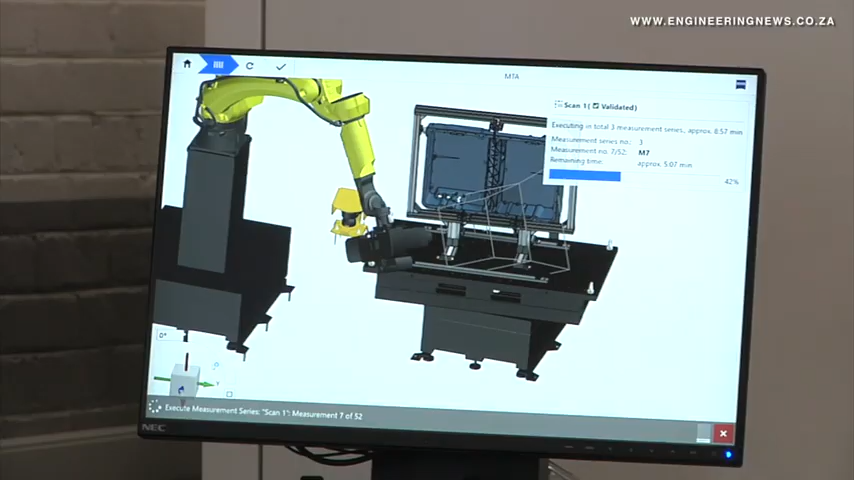 WWW.ENGINEERINGNEWS.CO.ZA
MTA
Scan 1 ( Validated)
Executing in total 3 measurement series, approx. 8:57 min
Measurement series no.: 3
Measurement no. 7/52: M7
Remaining time: approx. 5:07 min
42%
0°
Execute Measurement Series: "Scan 1": Measurement 7 of 52
NEC